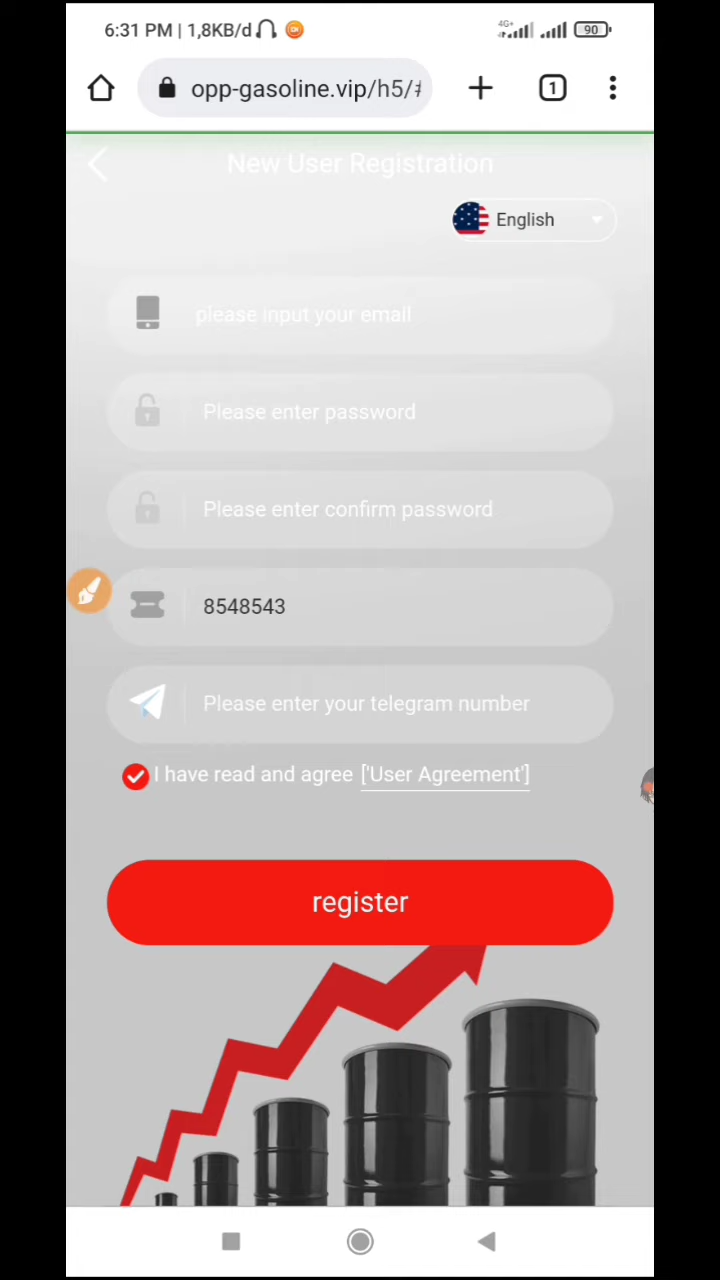 6:31 PM | 1,8KB/d
4G+
90
opp-gasoline.vip/h5/#
1
New User Registration
English
please input your email
Please enter password
Please enter confirm password
8548543
Please enter your telegram number
I have read and agree ['User Agreement']
register